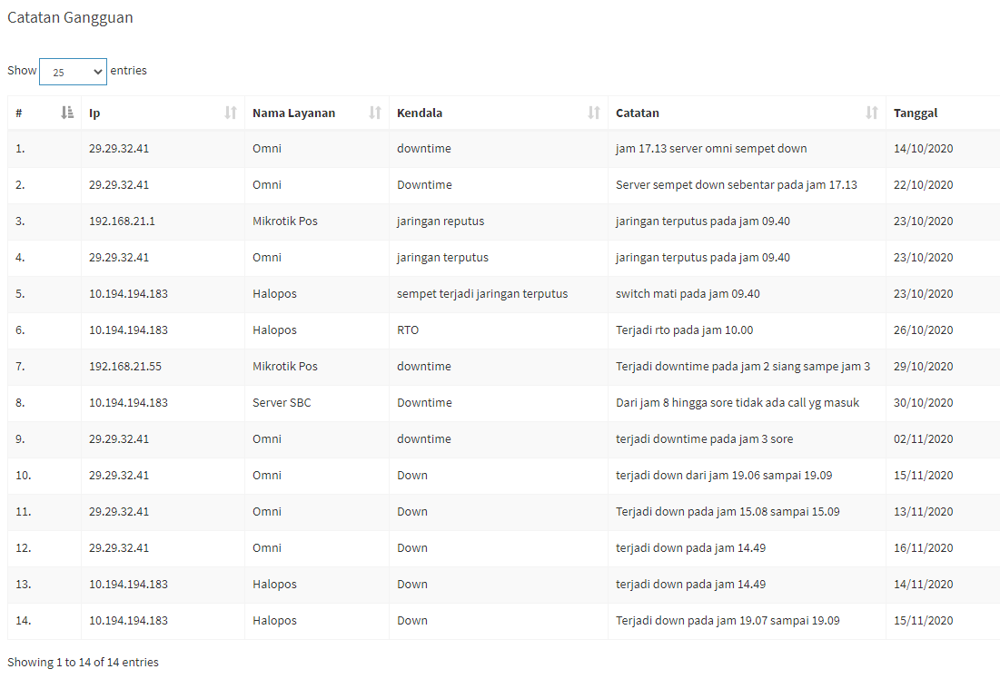 Catatan Gangguan
Show 25 entries
# Ip Nama Layanan Kendala Catatan Tanggal
1. 29.29.32.41 Omni downtime jam 17.13 server omni sempet down 14/10/2020
2. 29.29.32.41 Omni Downtime Server sempet down sebentar pada jam 17.13 22/10/2020
3. 192.168.21.1 Mikrotik Pos jaringan reputus jaringan terputus pada jam 09.40 23/10/2020
4. 29.29.32.41 Omni jaringan terputus jaringan terputus pada jam 09.40 23/10/2020
5. 10.194.194.183 Halopos sempet terjadi jaringan terputus switch mati pada jam 09.40 23/10/2020
6. 10.194.194.183 Halopos RTO Terjadi rto pada jam 10.00 26/10/2020
7. 192.168.21.55 Mikrotik Pos downtime Terjadi downtime pada jam 2 siang sampe jam 3 29/10/2020
8. 10.194.194.183 Server SBC Downtime Dari jam 8 hingga sore tidak ada call yg masuk 30/10/2020
9. 29.29.32.41 Omni downtime terjadi downtime pada jam 3 sore 02/11/2020
10. 29.29.32.41 Omni Down terjadi down dari jam 19.06 sampai 19.09 15/11/2020
11. 29.29.32.41 Omni Down Terjadi down pada jam 15.08 sampai 15.09 13/11/2020
12. 29.29.32.41 Omni Down terjadi down pada jam 14.49 16/11/2020
13. 10.194.194.183 Halopos Down terjadi down pada jam 14.49 14/11/2020
14. 10.194.194.183 Halopos Down Terjadi down pada jam 19.07 sampai 19.09 15/11/2020
Showing 1 to 14 of 14 entries